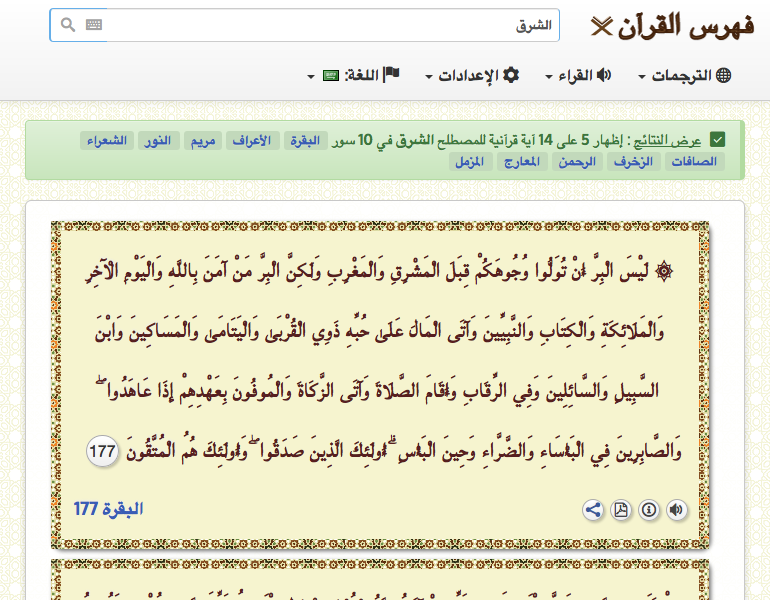 فهرس القرآن
الشرق
الترجمات
القراء
الإعدادات
اللغة:
عرض النتائج : إظهار 5 على 14 آية قرآنية للمصطلح الشرق في 10 سور البقرة الأعراف مريم النور الشعراء
الصافات الزخرف الرحمن المعارج المزمل
۞ لَيْسَ الْبِرَّ أَنْ تُوَلُّوا وُجُوهَكُمْ قِبَلَ الْمَشْرِقِ وَالْمَغْرِبِ وَلَٰكِنَّ الْبِرَّ مَنْ آمَنَ بِاللَّهِ وَالْيَوْمِ الْآخِرِ
وَالْمَلَائِكَةِ وَالْكِتَابِ وَالنَّبِيِّينَ وَآتَى الْمَالَ عَلَىٰ حُبِّهِ ذَوِي الْقُرْبَىٰ وَالْيَتَامَىٰ وَالْمَسَاكِينَ وَابْنَ
السَّبِيلِ وَالسَّائِلِينَ وَفِي الرِّقَابِ وَأَقَامَ الصَّلَاةَ وَآتَى الزَّكَاةَ وَالْمُوفُونَ بِعَهْدِهِمْ إِذَا عَاهَدُوا ۖ
وَالصَّابِرِينَ فِي الْبَأْسَاءِ وَالضَّرَّاءِ وَحِينَ الْبَأْسِ ۗ أُولَٰئِكَ الَّذِينَ صَدَقُوا ۖ وَأُولَٰئِكَ هُمُ الْمُتَّقُونَ 177
البقرة 177